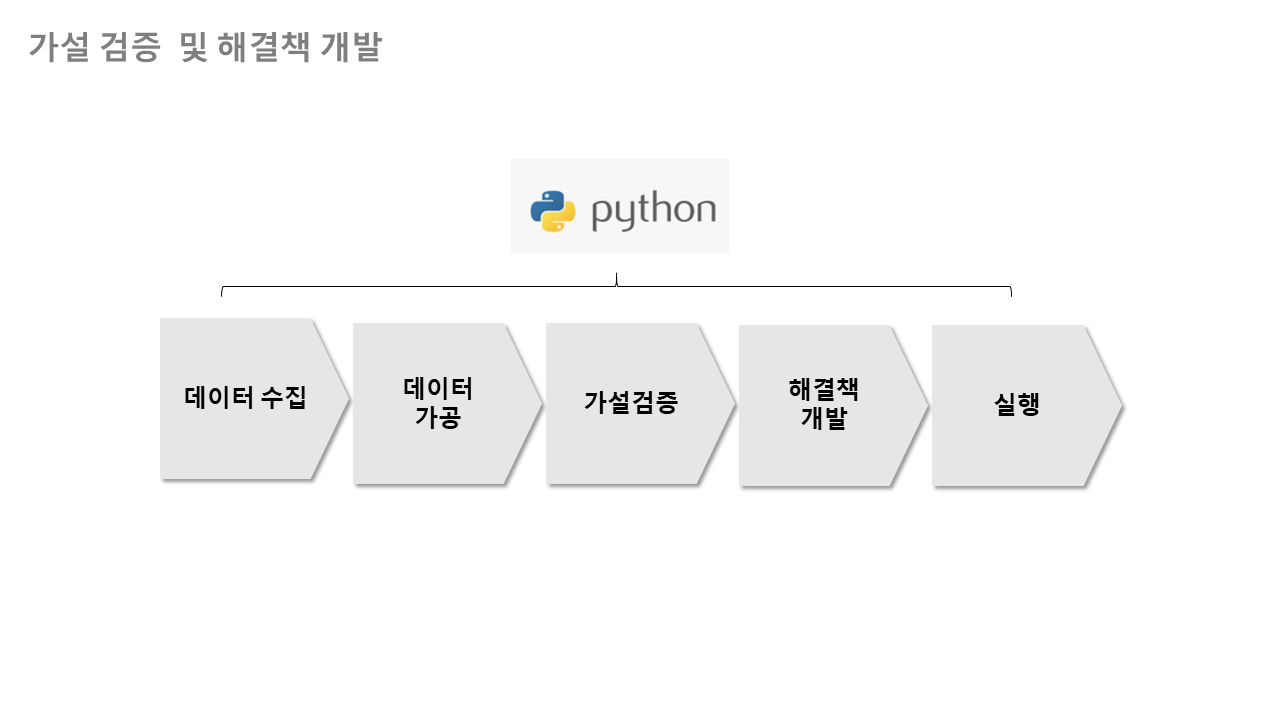 가설 검증 및 해결책 개발
python
데이터 수집
데이터
가공
가설검증
해결책
개발
실행